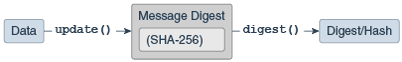 Message Digest
Data update() (SHA-256) digest() Digest/Hash